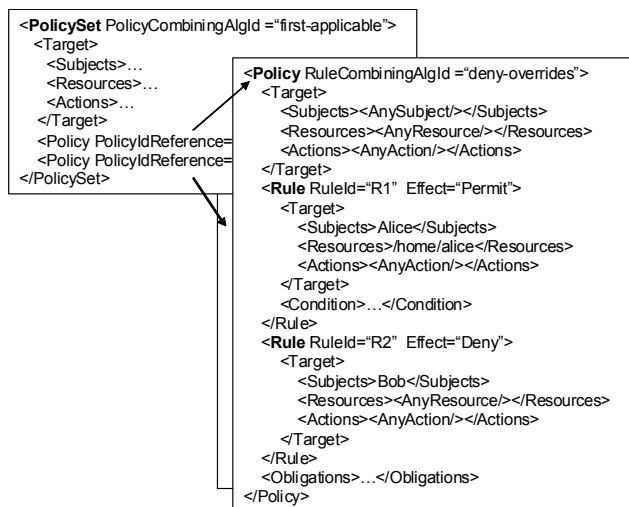 <PolicySet PolicyCombiningAlgId =“first-applicable”>
<Target>
<Subjects>…
<Resources>…
<Actions>…
</Target>
<Policy PolicyIdReference=
<Policy PolicyIdReference=
</PolicySet>
<Policy RuleCombiningAlgId =“deny-overrides”>
<Target>
<Subjects><AnySubject/></Subjects>
<Resources><AnyResource/></Resources>
<Actions><AnyAction/></Actions>
</Target>
<Rule RuleId=“R1” Effect=“Permit”>
<Target>
<Subjects>Alice</Subjects>
<Resources>/home/alice</Resources>
<Actions><AnyAction/></Actions>
</Target>
<Condition>…</Condition>
</Rule>
<Rule RuleId=“R2” Effect=“Deny”>
<Target>
<Subjects>Bob</Subjects>
<Resources><AnyResource/></Resources>
<Actions><AnyAction/></Actions>
</Target>
</Rule>
<Obligations>…</Obligations>
</Policy>